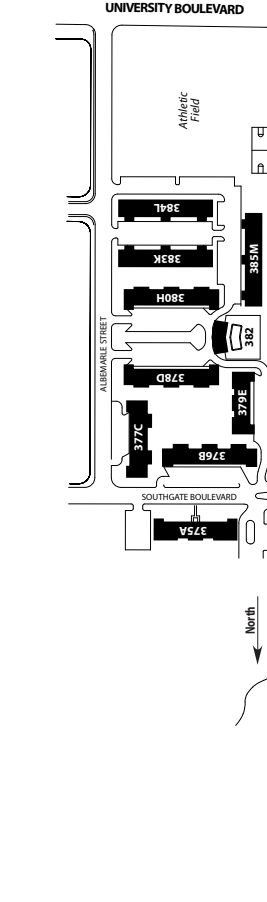 UNIVERSITY BOULEVARD
Athletic
Field
384L
385M
383K
380H
382
ALBEMARLE STREET
378D
379E
377C
376B
SOUTHGATE BOULEVARD
375A
North